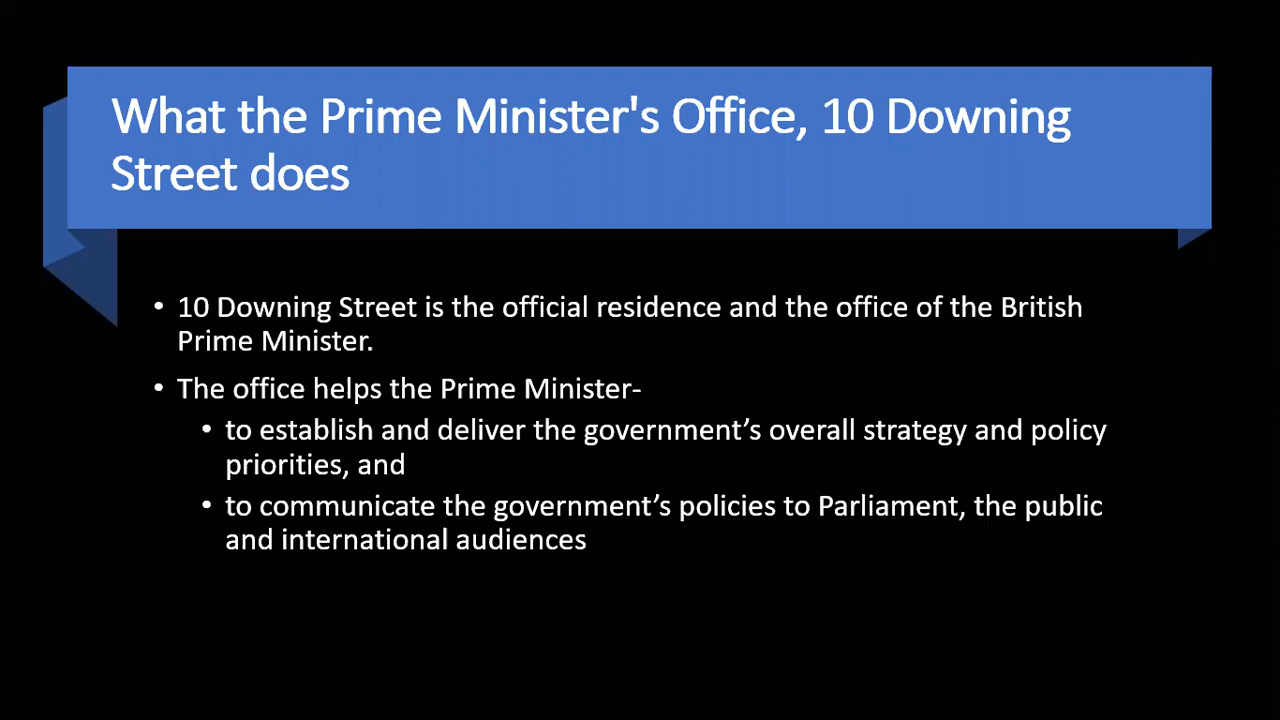 What the Prime Minister's Office, 10 Downing
Street does
• 10 Downing Street is the official residence and the office of the British
Prime Minister.
• The office helps the Prime Minister-
• to establish and deliver the government’s overall strategy and policy
priorities, and
• to communicate the government’s policies to Parliament, the public
and international audiences